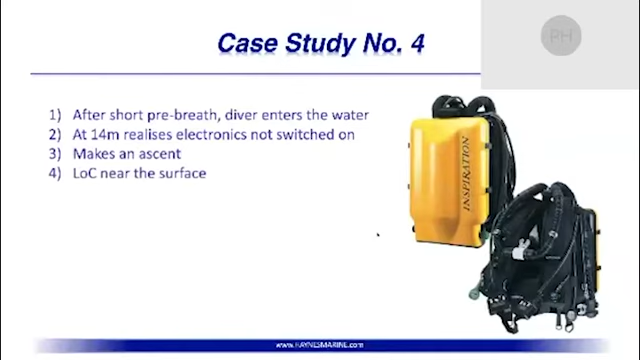 PH
Case Study No. 4
1) After short pre-breath, diver enters the water
2) At 14m realises electronics not switched on
3) Makes an ascent
4) LoC near the surface
INSPIRATION
www.HAYNESMARINE.com